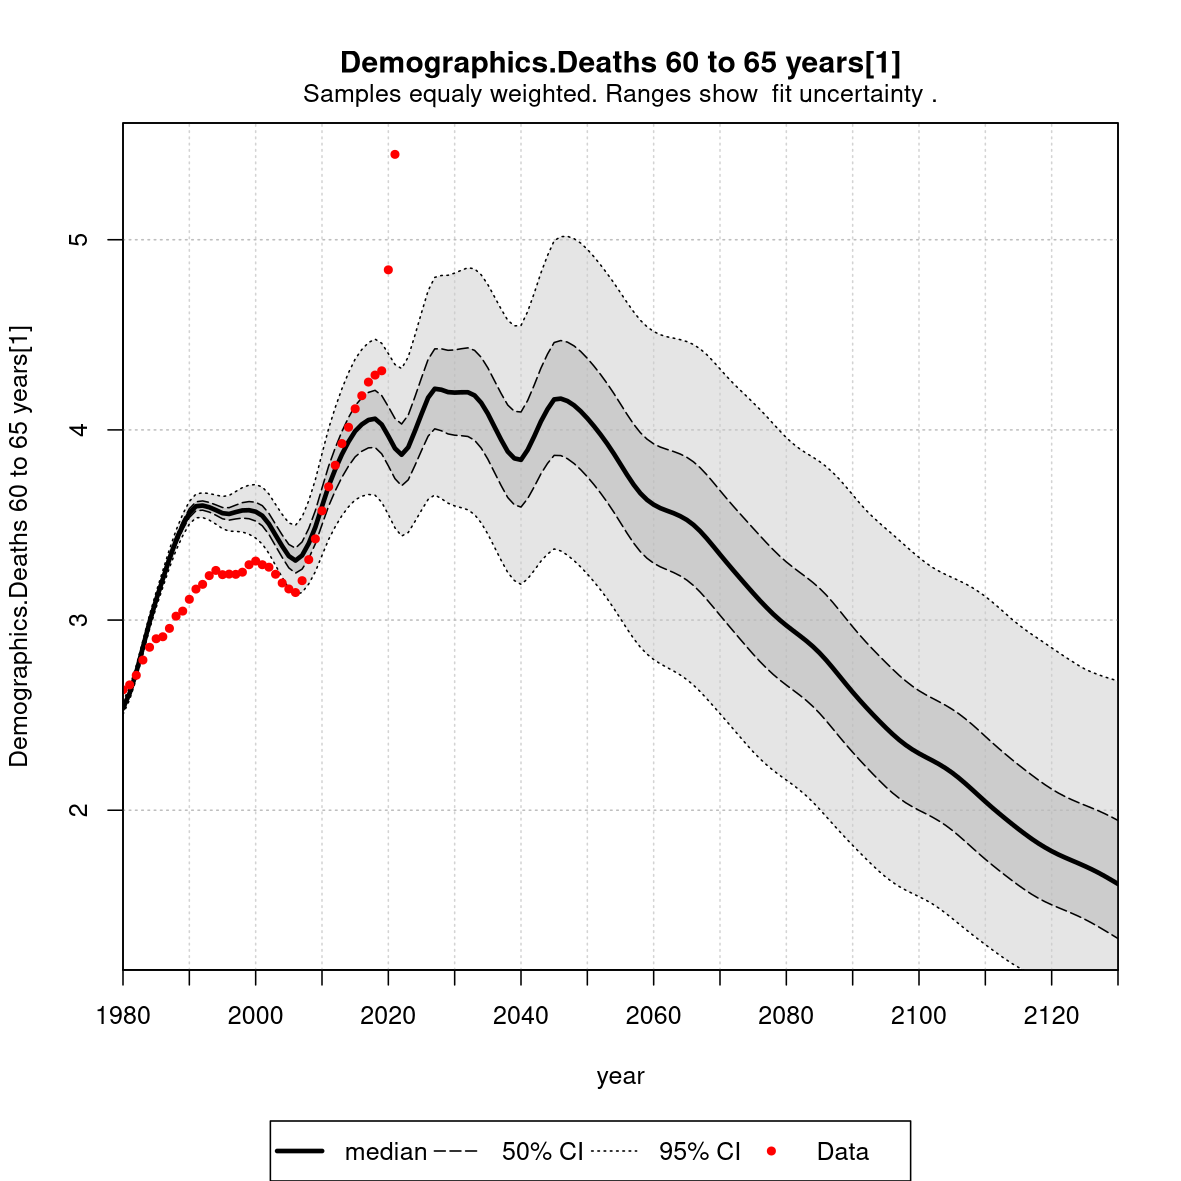 Demographics.Deaths 60 to 65 years[1]
Samples equaly weighted. Ranges show  fit uncertainty .
Demographics.Deaths 60 to 65 years[1]
5
4
3
2
1980 2000 2020 2040 2060 2080 2100 2120
year
median 50% CI 95% CI Data